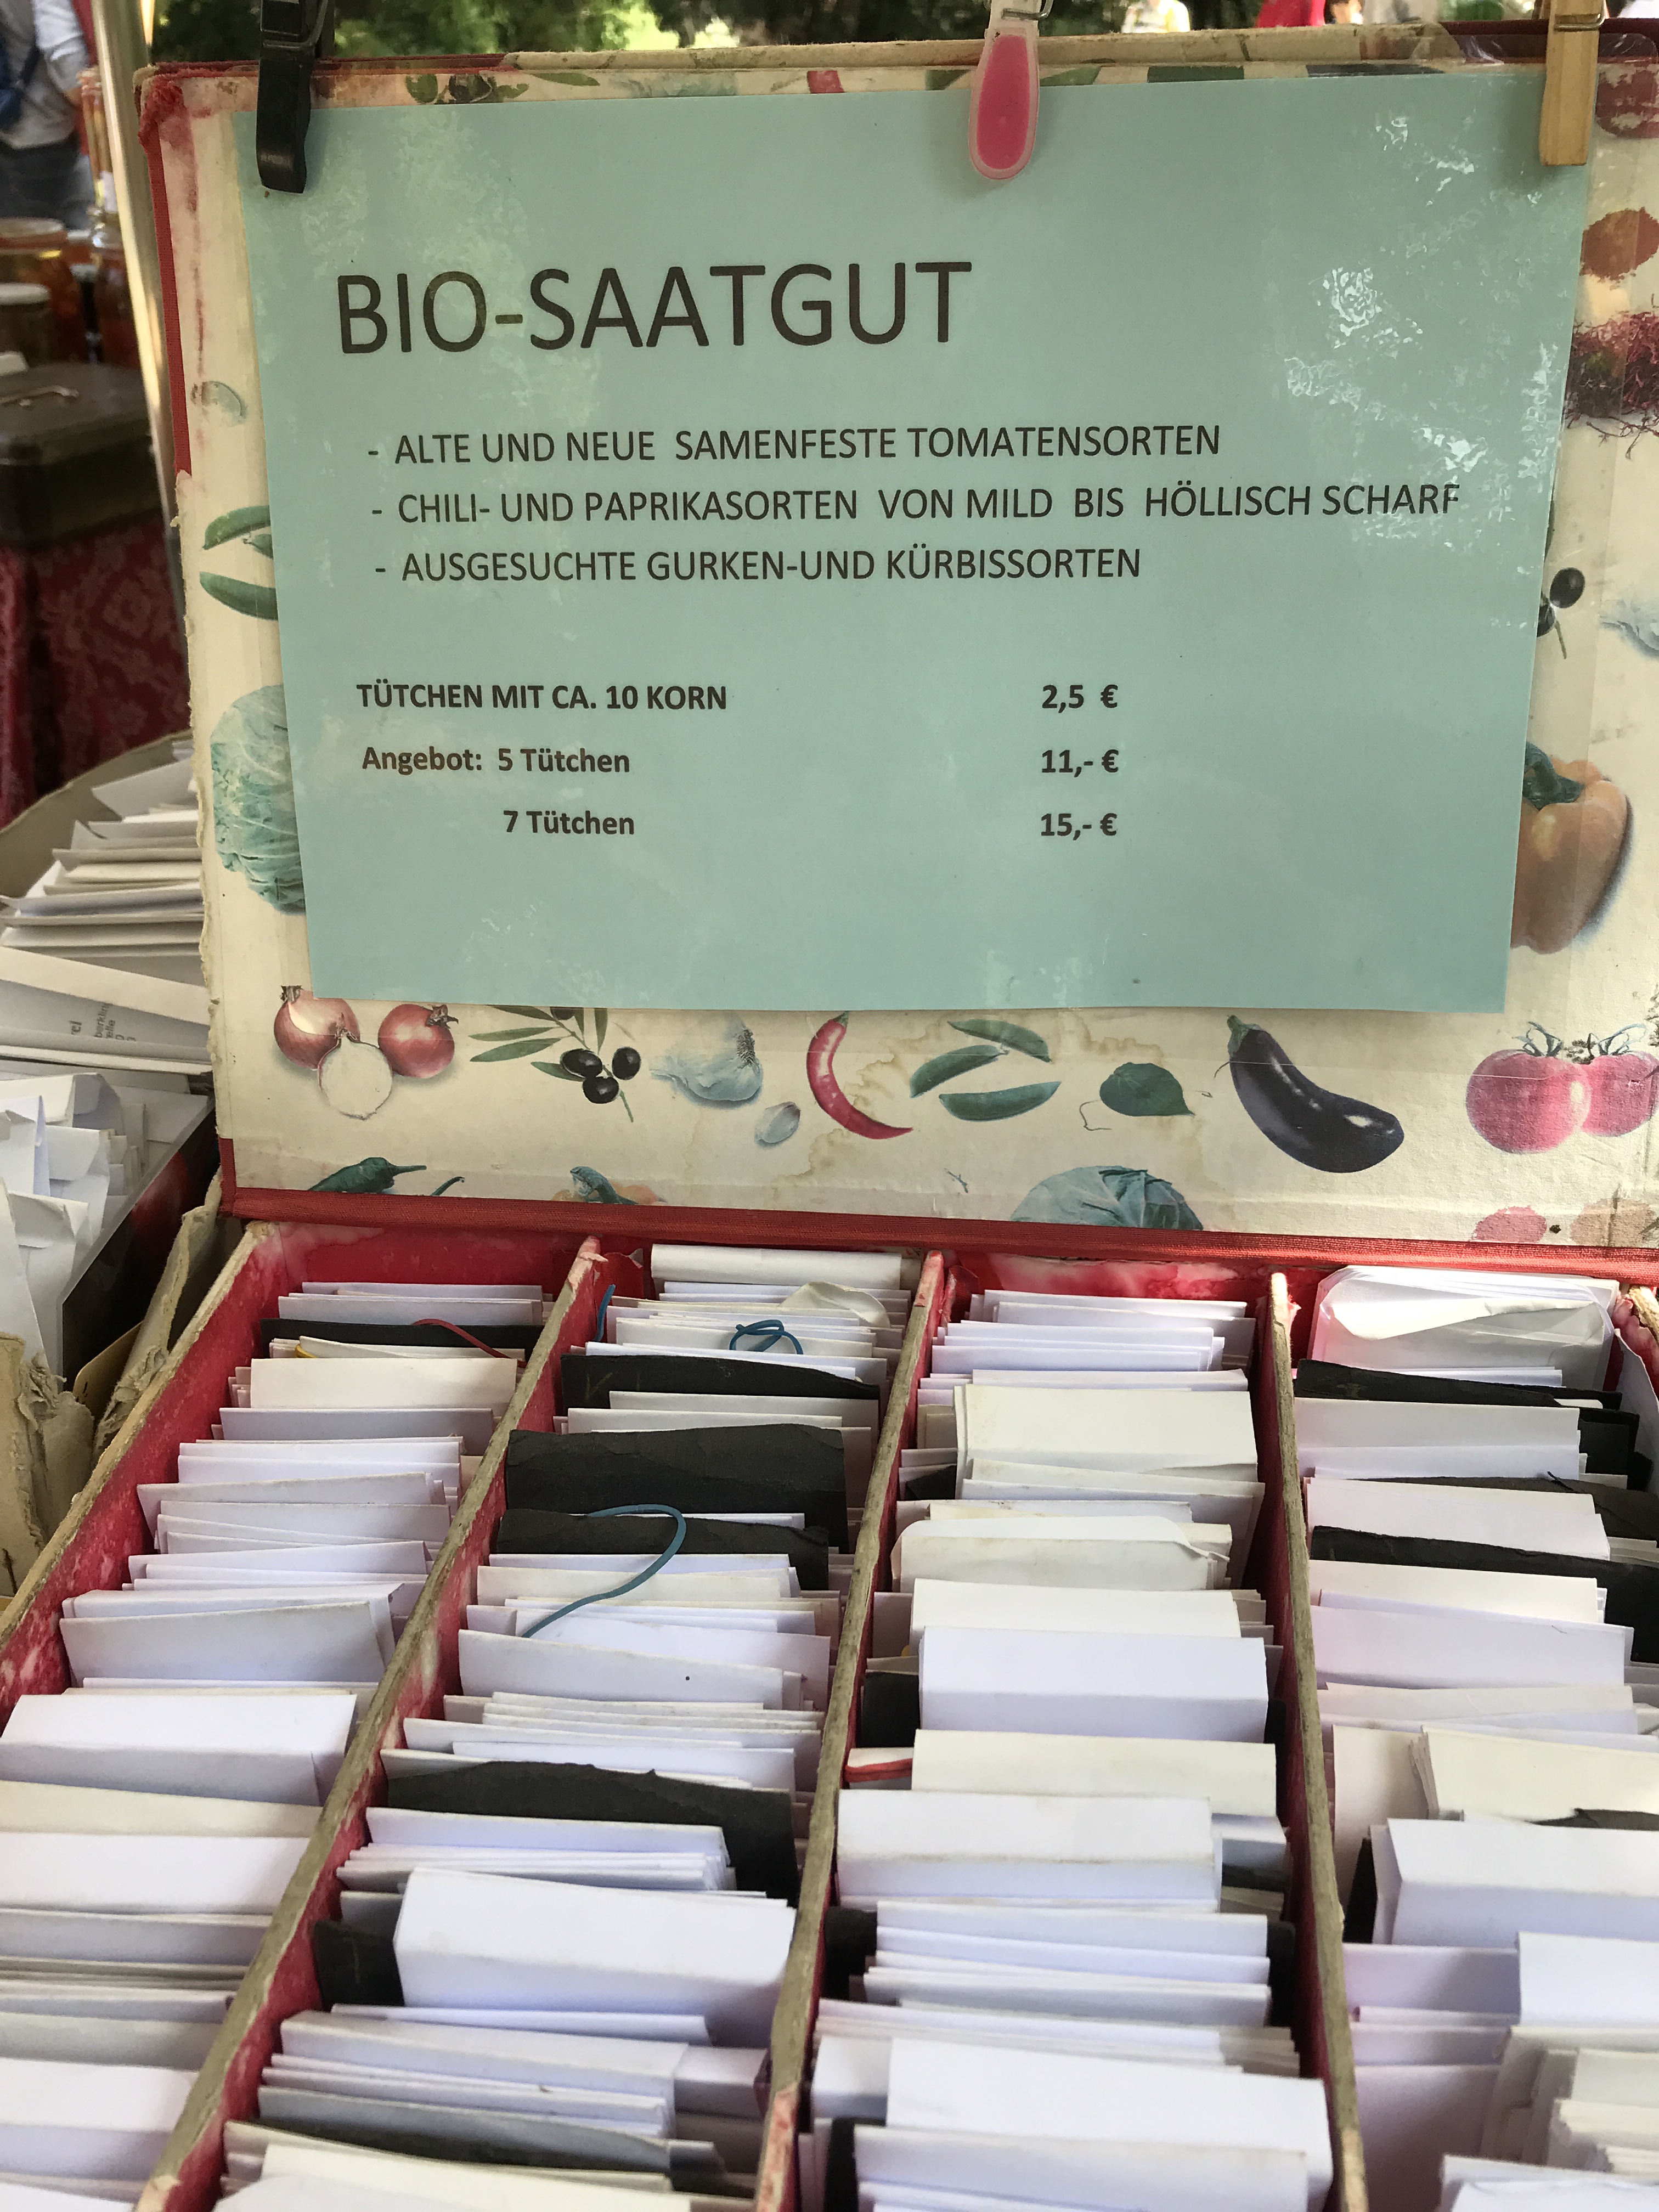 BIO-SAATGUT
- ALTE UND NEUE SAMENFESTE TOMATENSORTEN
- CHILI- UND PAPRIKASORTEN VON MILD BIS HÖLLISCH SCHARF
- AUSGESUCHTE GURKEN-UND KÜRBISSORTEN
TÜTCHEN MIT CA. 10 KORN 2,5 €
Angebot: 5 Tütchen 11,- €
7 Tütchen 15,- €